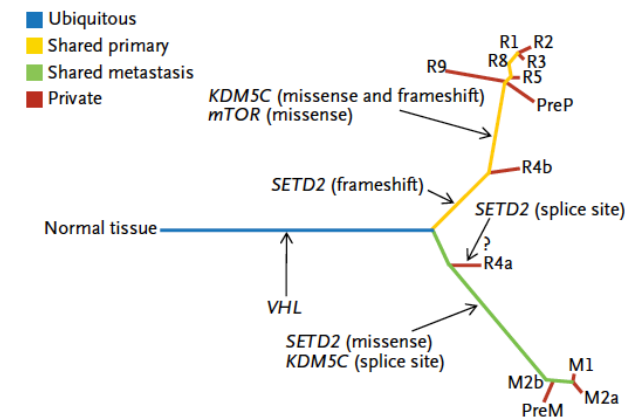 Ubiquitous
Shared primary
Shared metastasis
Private
R1
R2
R8
R3
R9
R5
PreP
KDM5C (missense and frameshift)
mTOR (missense)
R4b
SETD2 (frameshift)
SETD2 (splice site)
Normal tissue
?
R4a
VHL
SETD2 (missense)
KDM5C (splice site)
M1
M2b
M2a
PreM